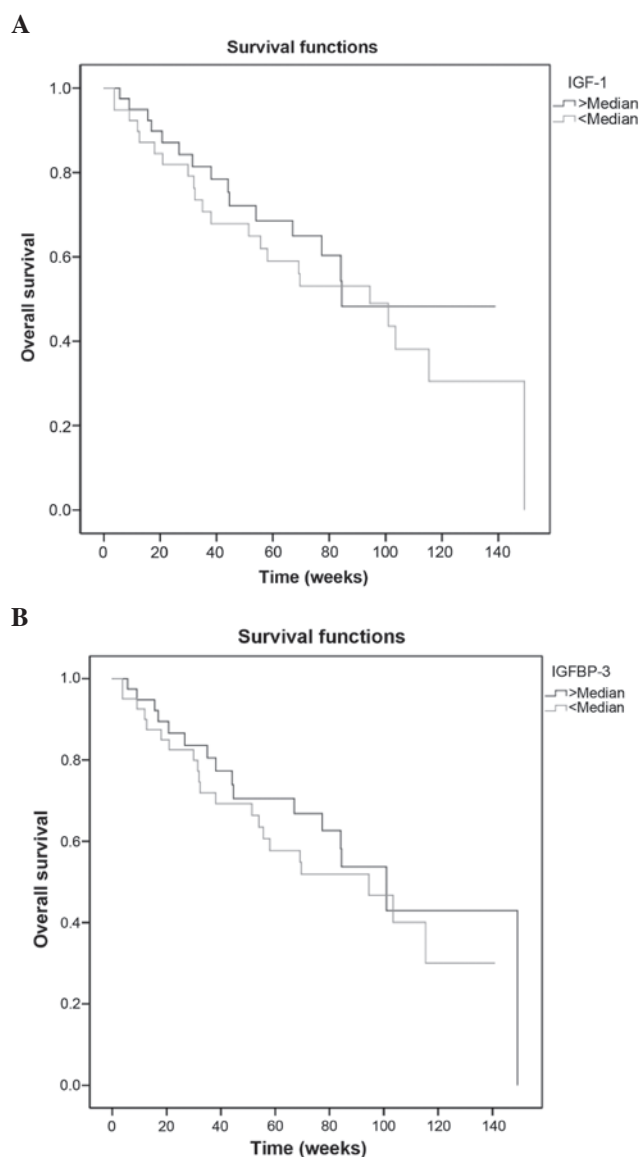 A
Survival functions
IGF-1
>Median
<Median
1.0
0.8
0.6
0.4
0.2
0.0
Overall survival
0 20 40 60 80 100 120 140
Time (weeks)
B
Survival functions
IGFBP-3
>Median
<Median
1.0
0.8
0.6
0.4
0.2
0.0
Overall survival
0 20 40 60 80 100 120 140
Time (weeks)